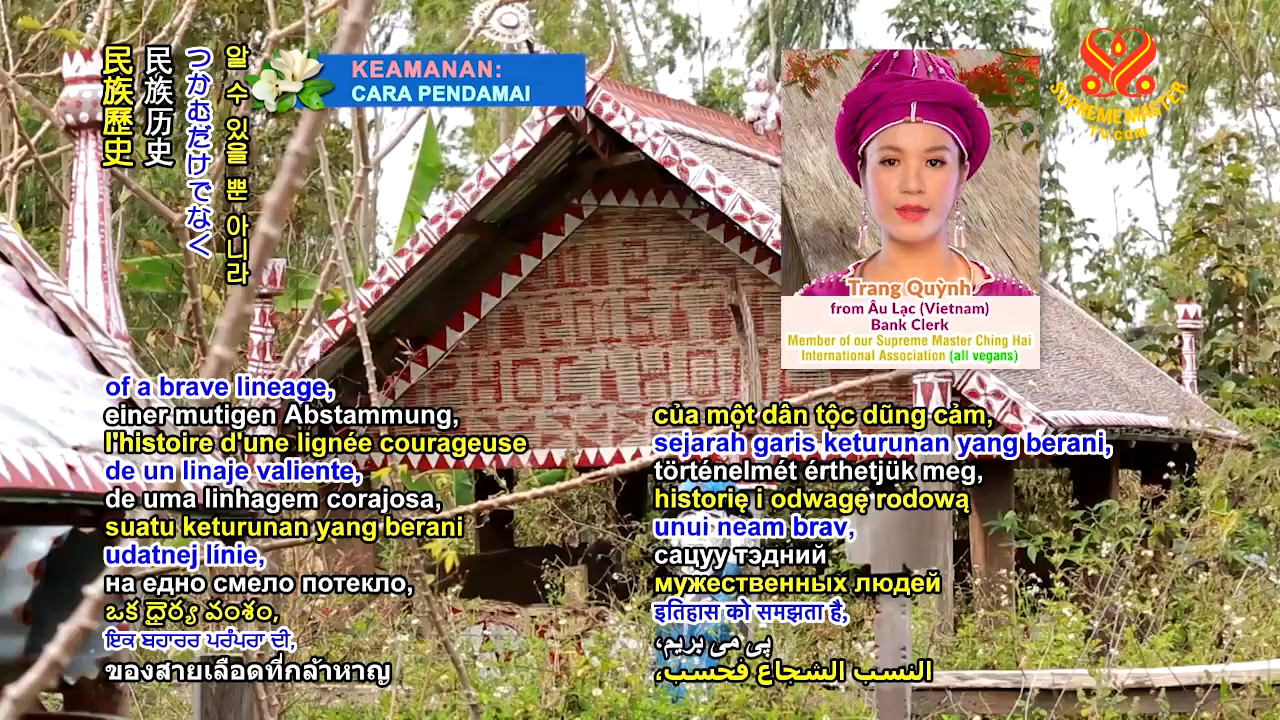 民族歷史
民族历史
つかむだけでなく
알 수 있을 뿐 아니라
KEAMANAN:
CARA PENDAMAI
SUPREME MASTER
TV.com
Trang Quỳnh
from Âu Lạc (Vietnam)
Bank Clerk
Member of our Supreme Master Ching Hai
International Association (all vegans)
of a brave lineage,
einer mutigen Abstammung,
l'histoire d'une lignée courageuse
de un linaje valiente,
de uma linhagem corajosa,
suatu keturunan yang berani
udatnej línie,
на едно смело потекло,
ఒక ధైర్య వంశం,
ਇਕ ਬਹਾਰਰ ਪਰੰਪਰਾ ਦੀ,
ของสายเลือดที่กล้าหาญ
của một dân tộc dũng cảm,
sejarah garis keturunan yang berani,
történelmét érthetjük meg,
historię i odwagę rodową
unui neam brav,
сацуу тэдний
мужественных людей
इतिहास को समझता है,
پی می بریم،
النسب الشجاع فحسب،